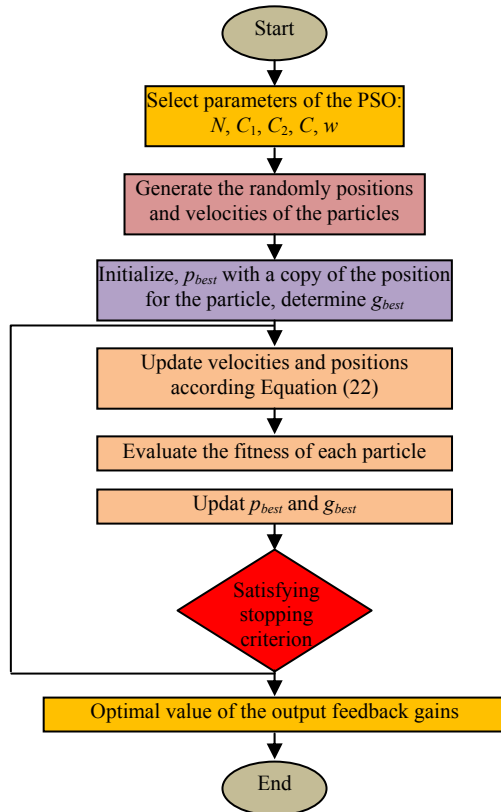 Start
Select parameters of the PSO:
N, C1, C2, C, w
Generate the randomly positions
and velocities of the particles
Initialize, pbest with a copy of the position
for the particle, determine gbest
Update velocities and positions
according Equation (22)
Evaluate the fitness of each particle
Updat pbest and gbest
Satisfying
stopping
criterion
Optimal value of the output feedback gains
End